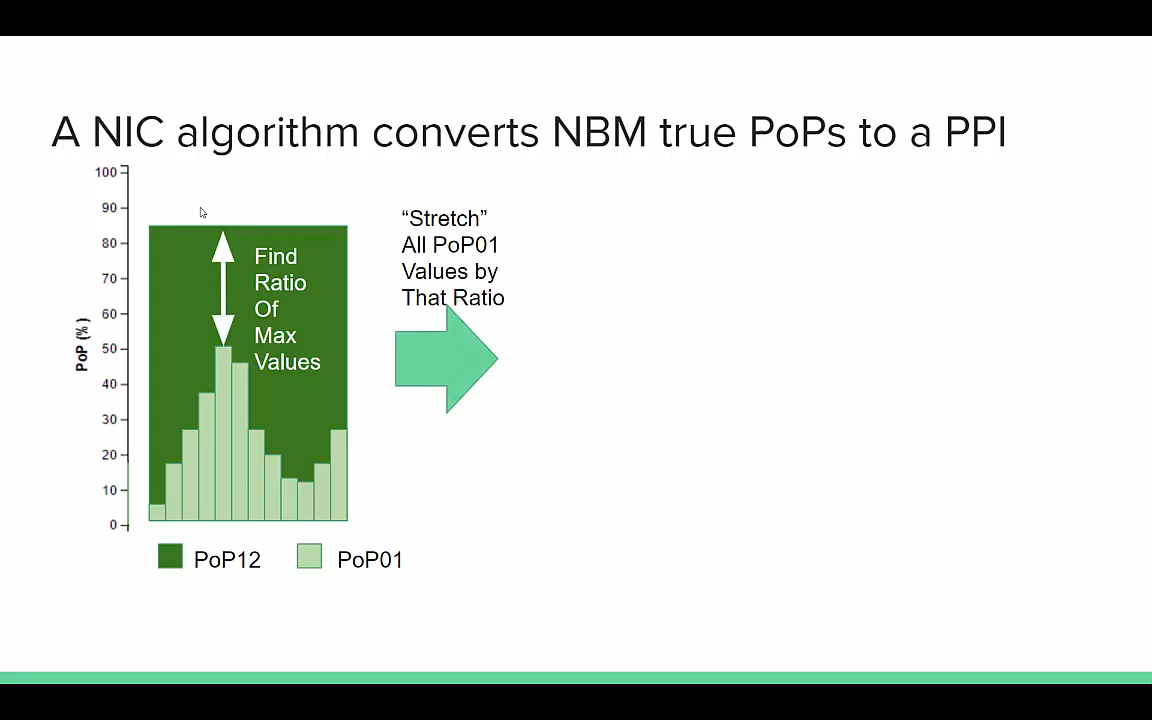 A NIC algorithm converts NBM true PoPs to a PPI
100
90
80
70
60
50
40
30
20
10
0
PoP (% )
Find
Ratio
Of
Max
Values
“Stretch”
All PoP01
Values by
That Ratio
PoP12
PoP01